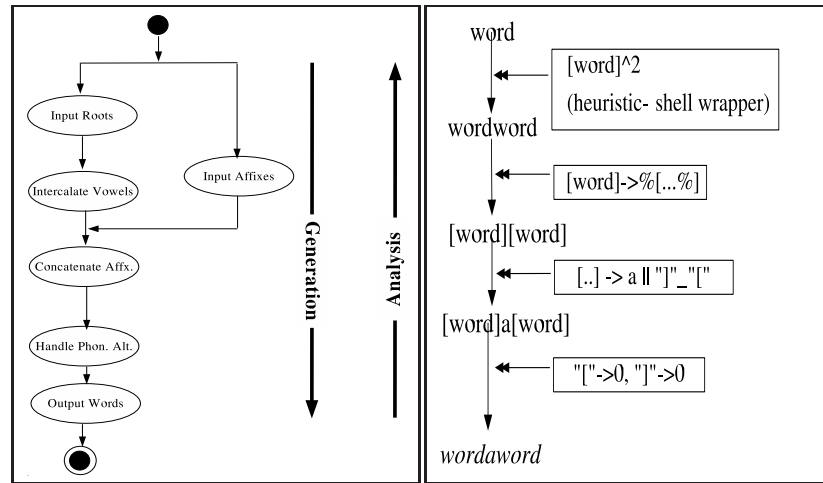 Input Roots
Intercalate Vowels
Input Affixes
Concatenate Affx.
Handle Phon. Alt.
Output Words
Generation
Analysis
word
[word]^2
(heuristic- shell wrapper)
wordword
[word]->%[...%]
[word][word]
[..] -> a || "]"_"["
[word]a[word]
"["->0, "]"->0
wordaword